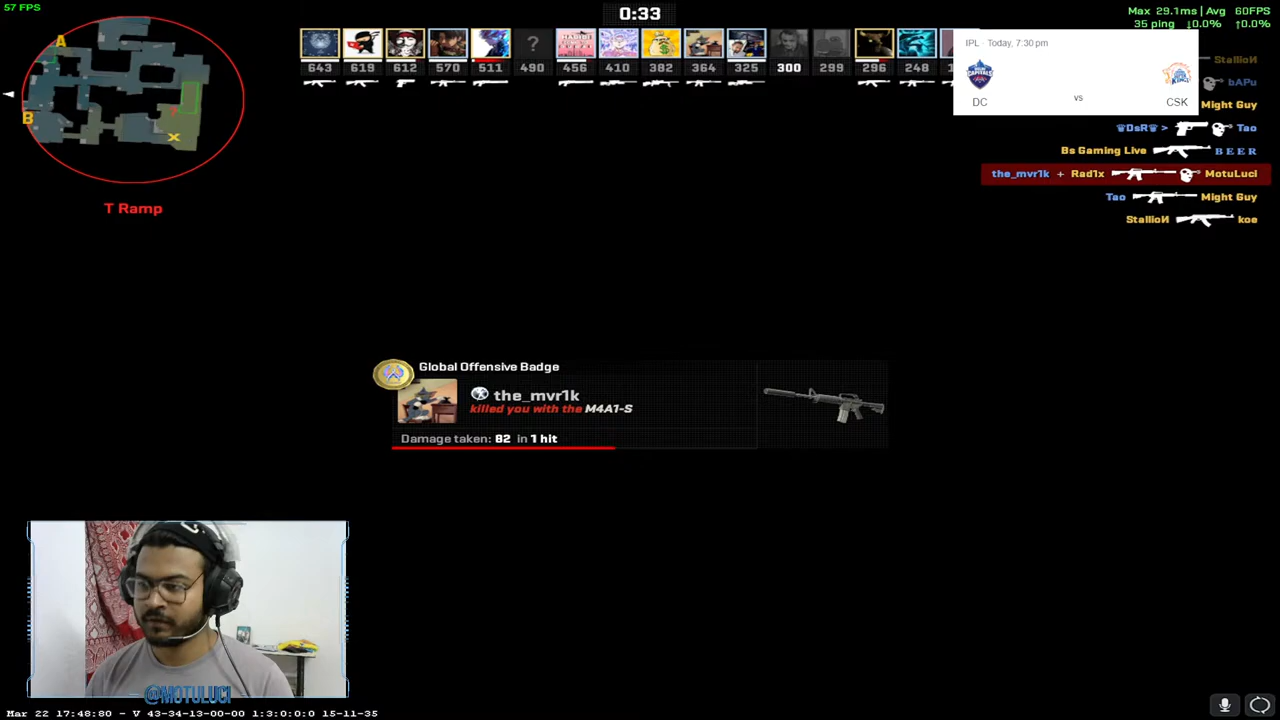 57 FPS
0:33
Max 29.1ms | Avg 60FPS
35 ping ↓0.0% ↑0.0%
A
B
643 619 612 570 511 490 456 410 382 364 325 300 299 296 248
?
IPL Today, 7:30 pm
DC vs CSK
StallioИ
bAPu
Might Guy
♕DsR♕ > Tao
Bs Gaming Live BEER
the_mvr1k + Rad1x MotuLuci
Tao Might Guy
StallioИ koe
T Ramp
Global Offensive Badge
the_mvr1k
killed you with the M4A1-S
Damage taken: 82 in 1 hit
@MOTULUCI
Mar 22 17:48:80 - V 43-34-13-00-00 1:3:0:0:0 15-11-35